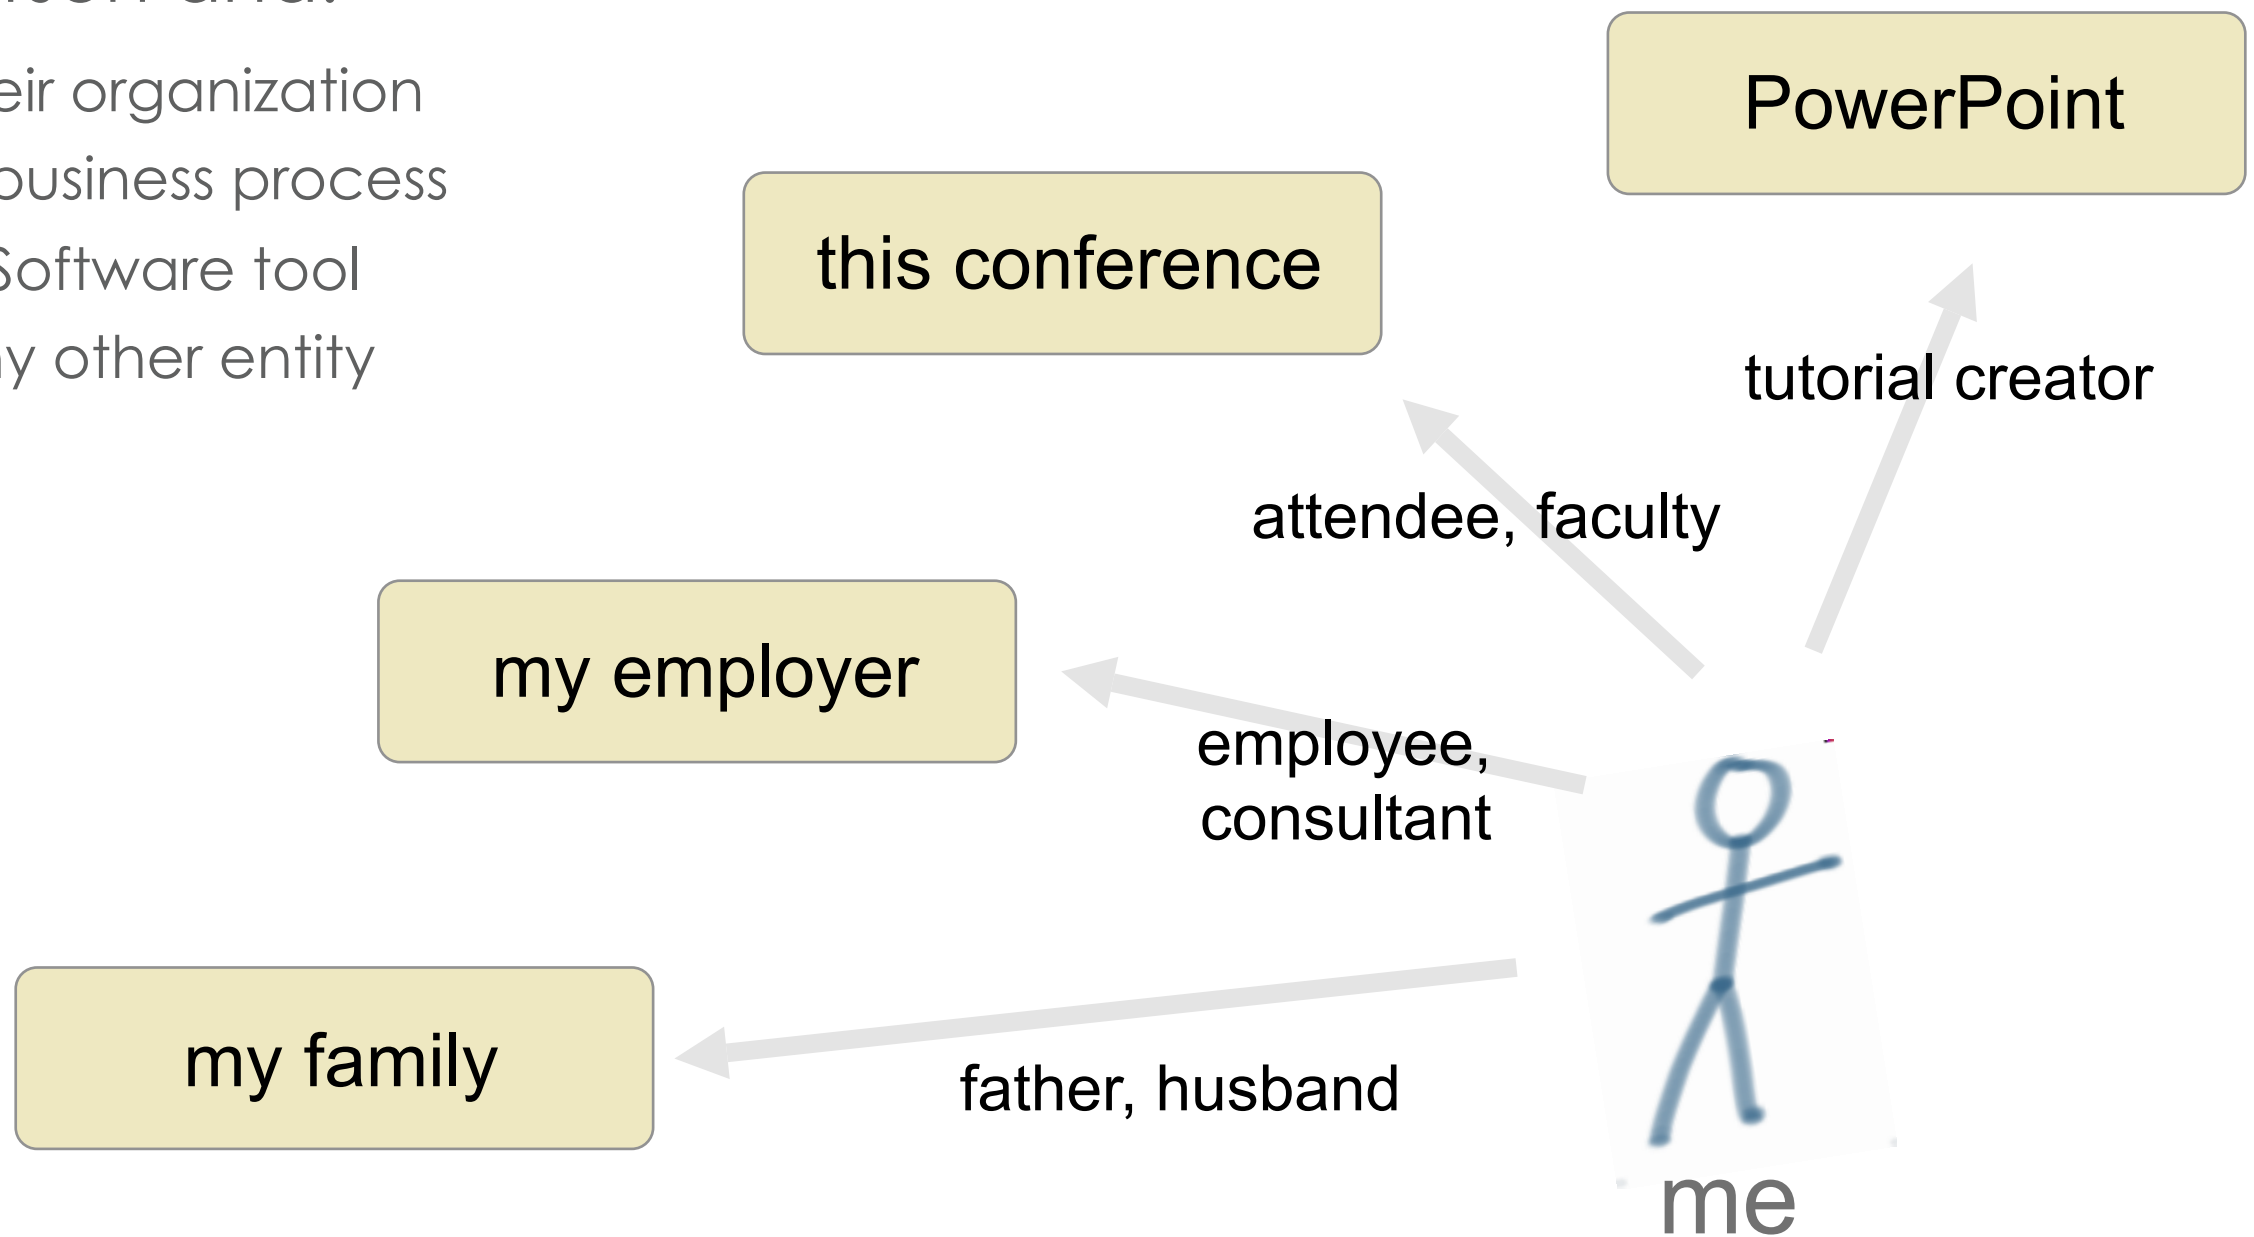 organization
business process
Software tool
other entity
PowerPoint
this conference
tutorial creator
attendee, faculty
my employer
employee,
consultant
my family
father, husband
me